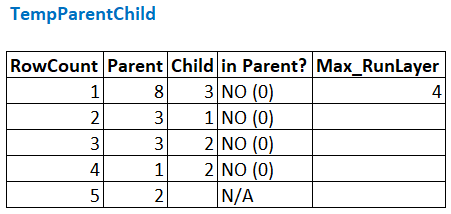 TempParentChild
RowCount Parent Child in Parent? Max_RunLayer
1 8 3 NO (0) 4
2 3 1 NO (0)
3 3 2 NO (0)
4 1 2 NO (0)
5 2 N/A